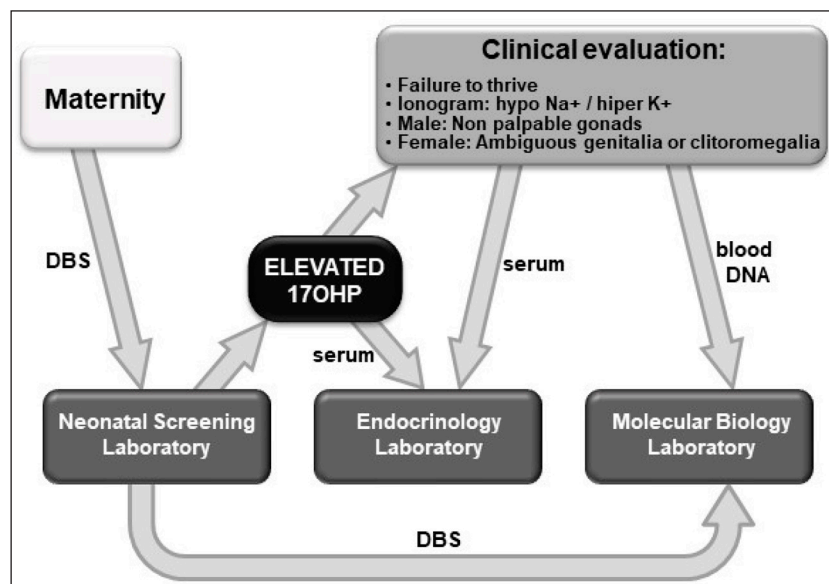 Maternity
Clinical evaluation:
• Failure to thrive
• Ionogram: hypo Na+ / hiper K+
• Male: Non palpable gonads
• Female: Ambiguous genitalia or clitoromegalia
DBS
ELEVATED
17OHP
serum
serum
blood
DNA
Neonatal Screening
Laboratory
Endocrinology
Laboratory
Molecular Biology
Laboratory
DBS